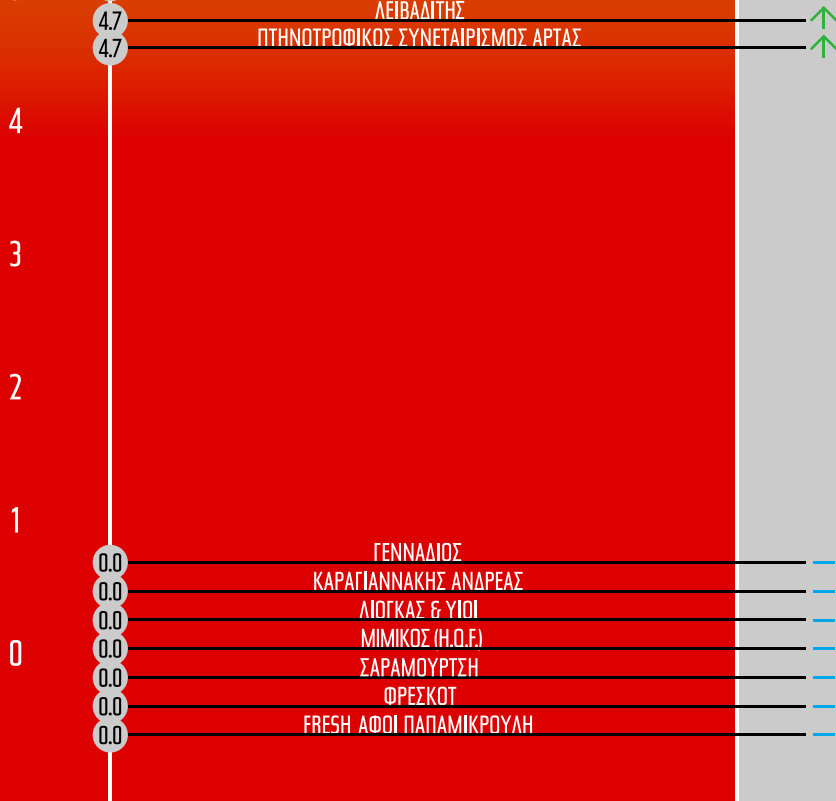 4.7 ΛΕΙΒΑΔΙΤΗΣ
4.7 ΠΤΗΝΟΤΡΟΦΙΚΟΣ ΣΥΝΕΤΑΙΡΙΣΜΟΣ ΑΡΤΑΣ
4
3
2
1
0.0 ΓΕΝΝΑΔΙΟΣ
0.0 ΚΑΡΑΓΙΑΝΝΑΚΗΣ ΑΝΔΡΕΑΣ
0.0 ΛΙΟΓΚΑΣ & ΥΙΟΙ
0.0 ΜΙΜΙΚΟΣ (H.Q.F.)
0
0.0 ΣΑΡΑΜΟΥΡΤΣΗ
0.0 ΦΡΕΣΚΟΤ
0.0 FRESH ΑΦΟΙ ΠΑΠΑΜΙΚΡΟΥΛΗ